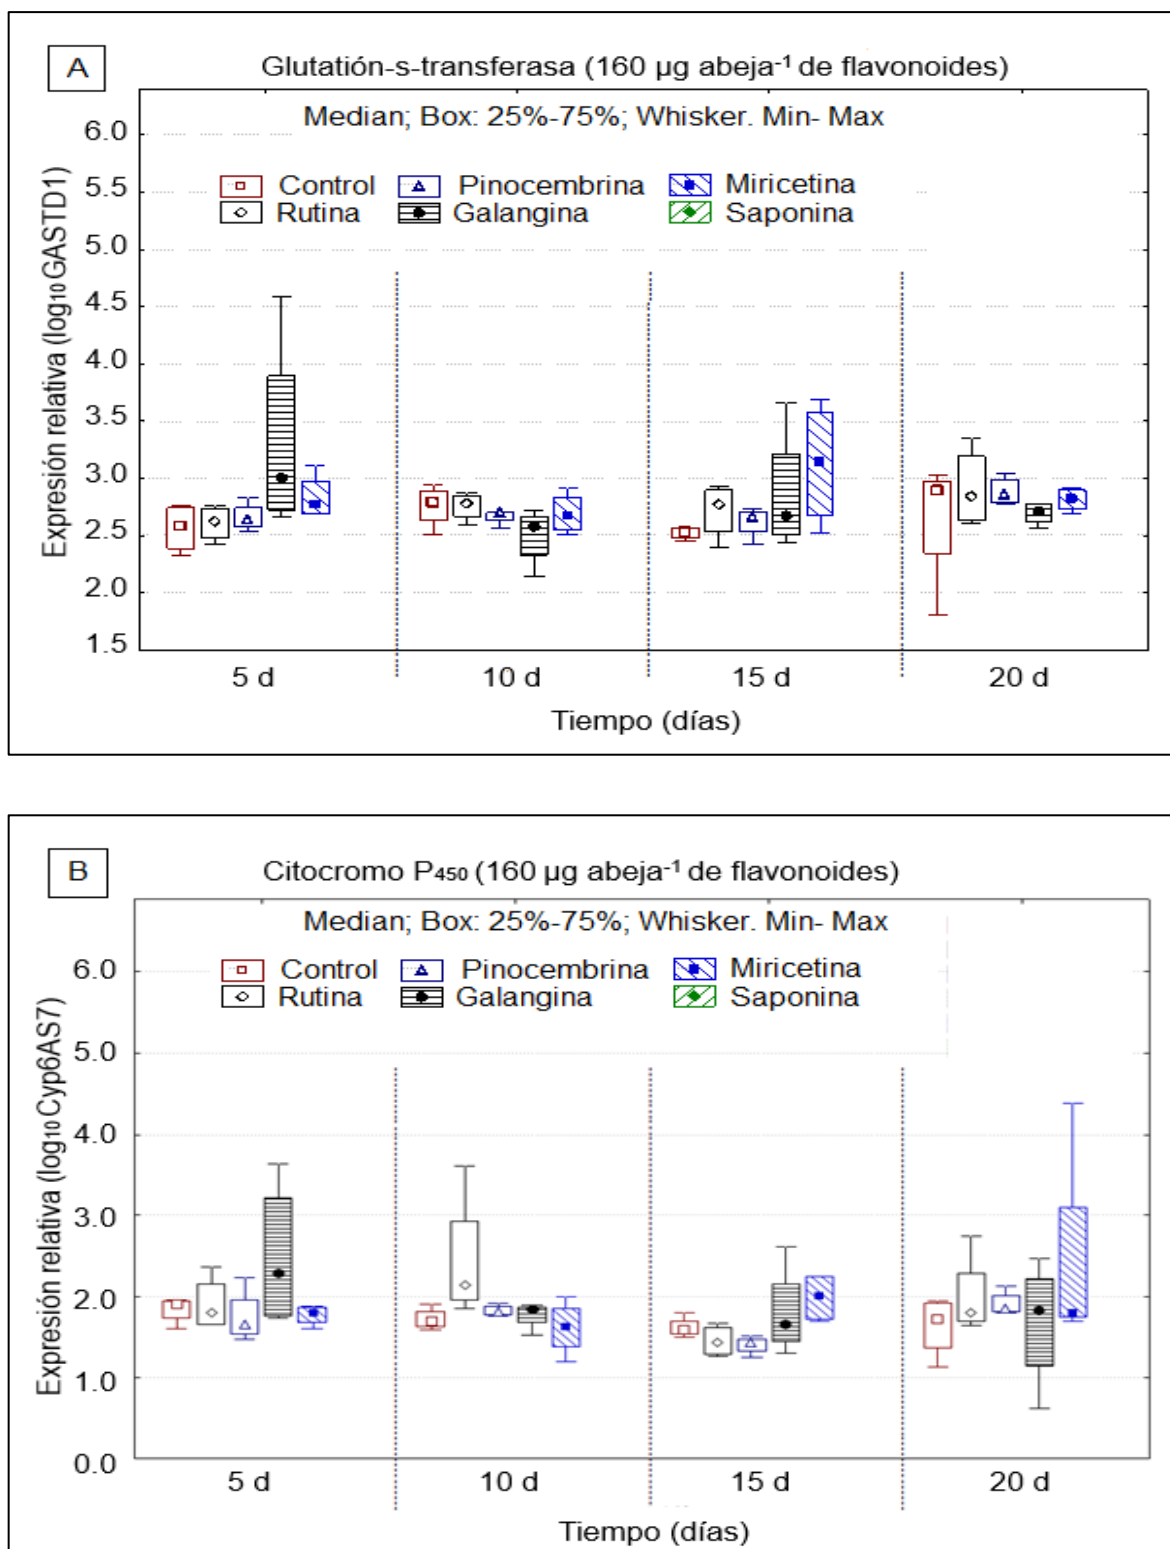 A
Glutatión-s-transferasa (160 µg abeja⁻¹ de flavonoides)
Median; Box: 25%-75%; Whisker. Min- Max
Control Pinocembrina Miricetina
Rutina Galangina Saponina
Expresión relativa (log₁₀GASTD1)
6.0
5.5
5.0
4.5
4.0
3.5
3.0
2.5
2.0
1.5
5 d 10 d 15 d 20 d
Tiempo (días)
B
Citocromo P₄₅₀ (160 µg abeja⁻¹ de flavonoides)
Median; Box: 25%-75%; Whisker. Min- Max
Control Pinocembrina Miricetina
Rutina Galangina Saponina
Expresión relativa (log₁₀Cyp6AS7)
6.0
5.0
4.0
3.0
2.0
1.0
0.0
5 d 10 d 15 d 20 d
Tiempo (días)